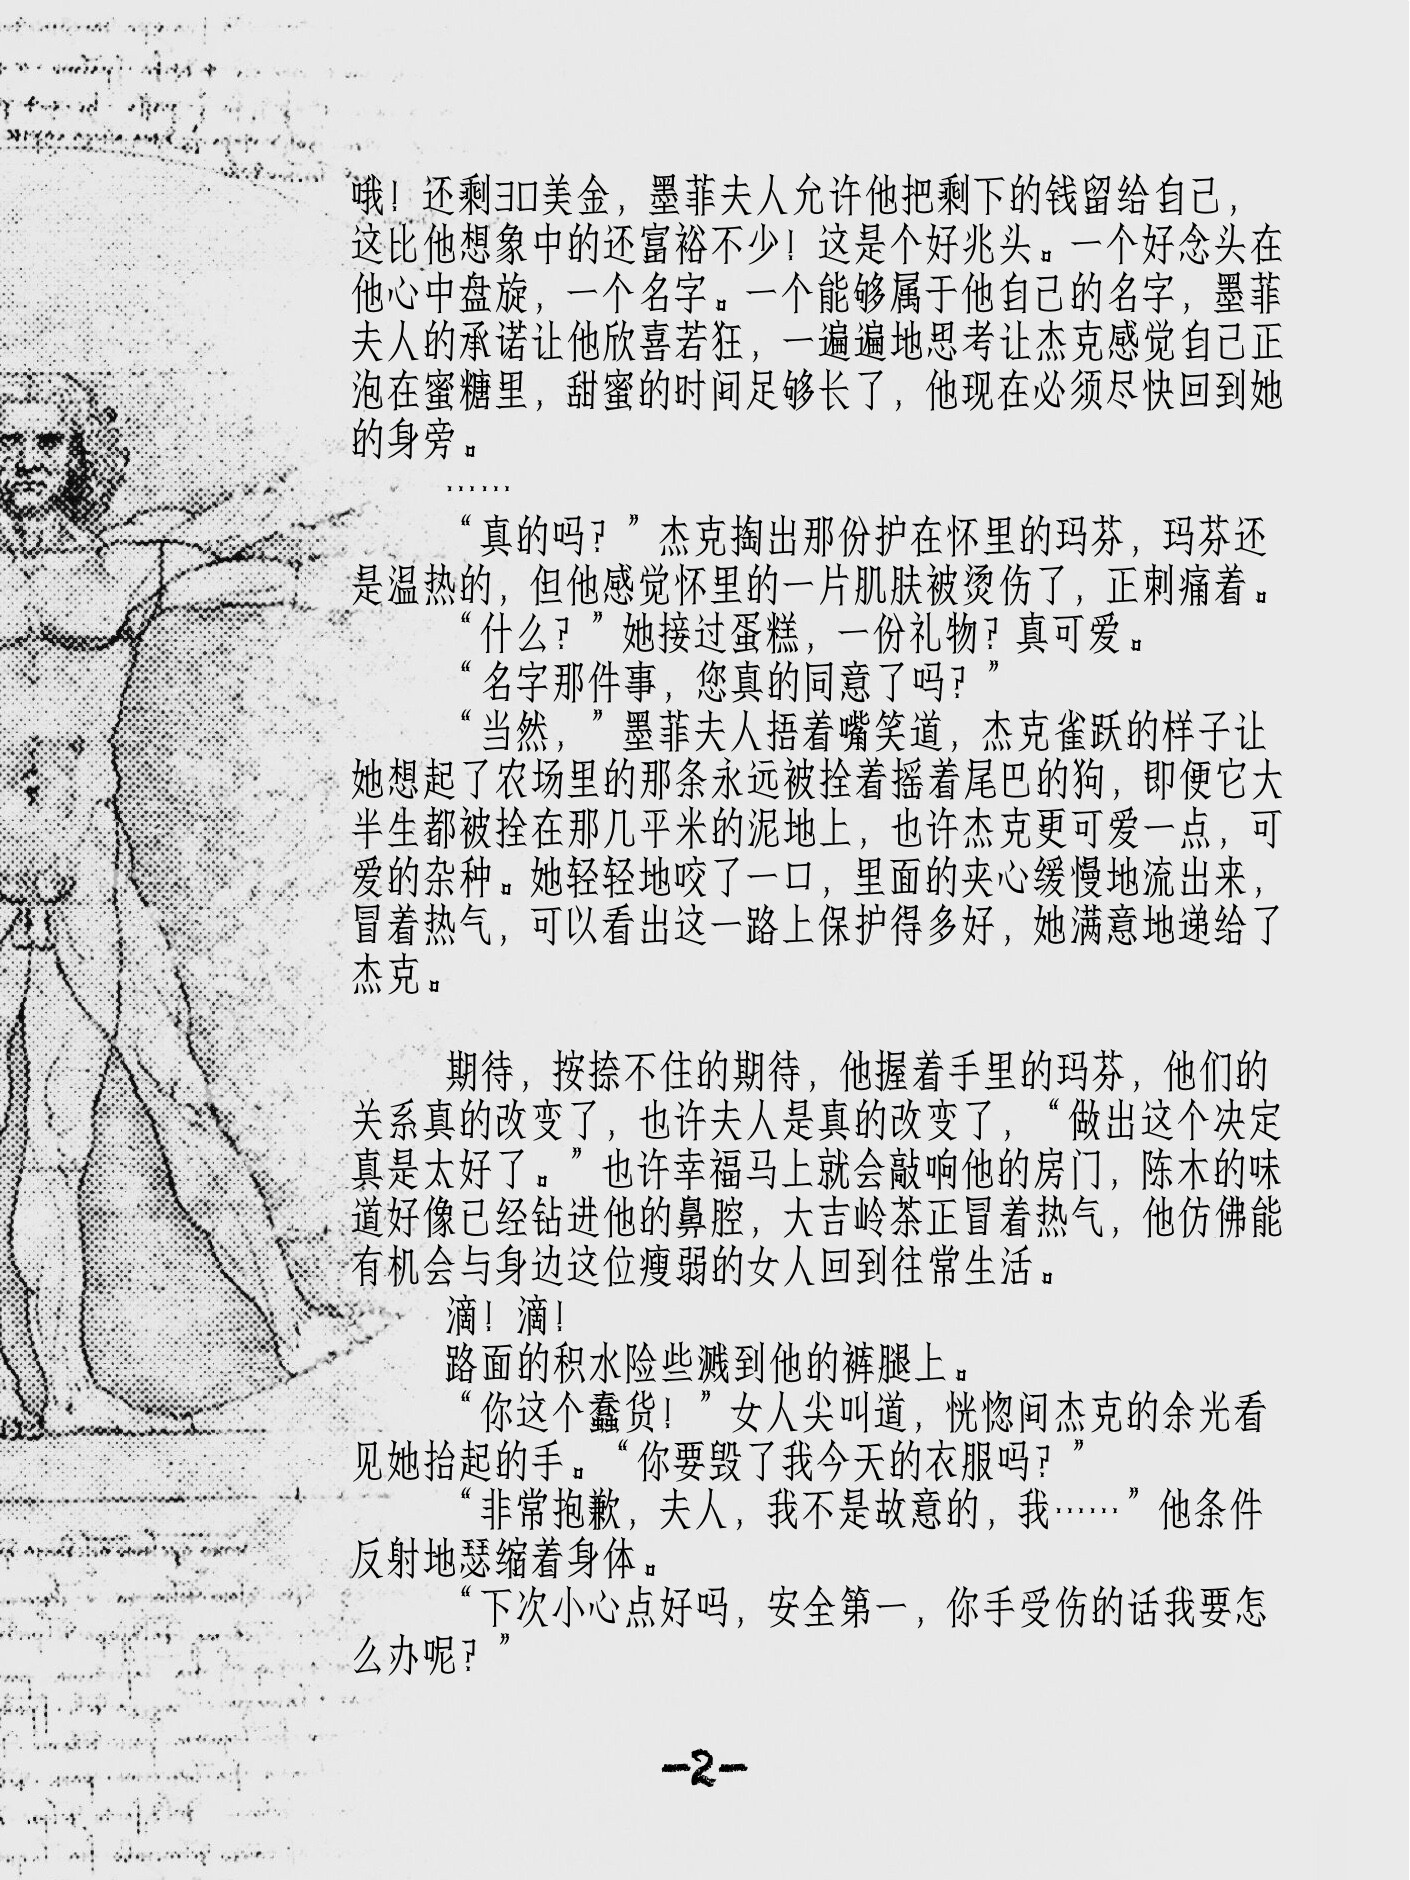 哦！还剩30美金，墨菲夫人允许他把剩下的钱留给自己，
这比他想象中的还富裕不少！这是个好兆头。一个好念头在
他心中盘旋，一个名字。一个能够属于他自己的名字，墨菲
夫人的承诺让他欣喜若狂，一遍遍地思考让杰克感觉自己正
泡在蜜糖里，甜蜜的时间足够长了，他现在必须尽快回到她
的身旁。
……
“真的吗？”杰克掏出那份护在怀里的玛芬，玛芬还
是温热的，但他感觉怀里的一片肌肤被烫伤了，正刺痛着。
“什么？”她接过蛋糕，一份礼物？真可爱。
“名字那件事，您真的同意了吗？”
“当然，”墨菲夫人捂着嘴笑道，杰克雀跃的样子让
她想起了农场里的那条永远被拴着摇着尾巴的狗，即便它大
半生都被拴在那几平米的泥地上，也许杰克更可爱一点，可
爱的杂种。她轻轻地咬了一口，里面的夹心缓慢地流出来，
冒着热气，可以看出这一路上保护得多好，她满意地递给了
杰克。
期待，按捺不住的期待，他握着手里的玛芬，他们的
关系真的改变了，也许夫人是真的改变了，“做出这个决定
真是太好了。”也许幸福马上就会敲响他的房门，陈木的味
道好像已经钻进他的鼻腔，大吉岭茶正冒着热气，他仿佛能
有机会与身边这位瘦弱的女人回到往常生活。
滴！滴！
路面的积水险些溅到他的裤腿上。
“你这个蠢货！”女人尖叫道，恍惚间杰克的余光看
见她抬起的手。“你要毁了我今天的衣服吗？”
“非常抱歉，夫人，我不是故意的，我……”他条件
反射地瑟缩着身体。
“下次小心点好吗，安全第一，你手受伤的话我要怎
么办呢？”
-2-